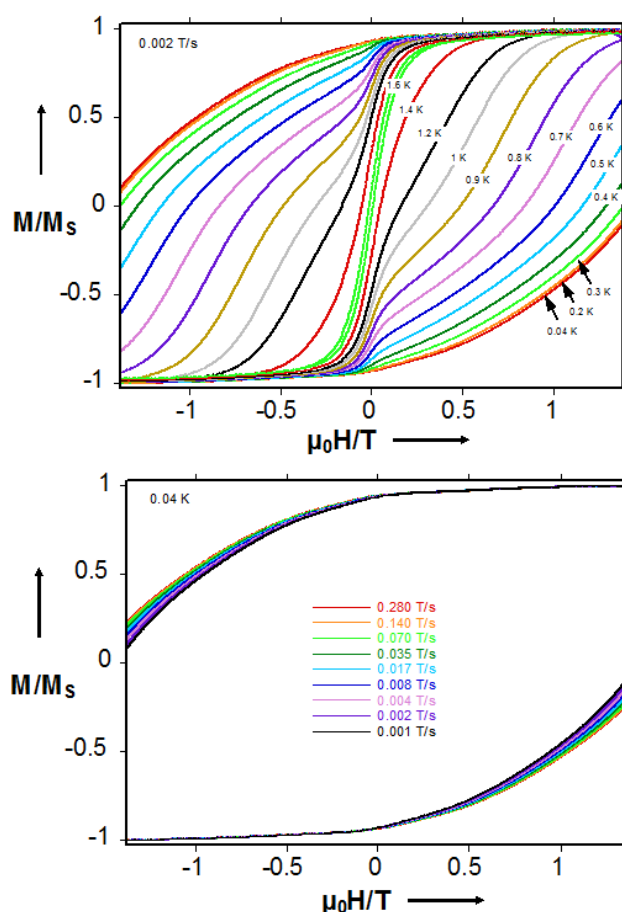 0.002 T/s
1
0.5
0
-0.5
-1
M/Ms
1.6 K
1.4 K
1.2 K
1 K
0.9 K
0.8 K
0.7 K
0.6 K
0.5 K
0.4 K
0.3 K
0.2 K
0.04 K
-1 -0.5 0 0.5 1
μ₀H/T
0.04 K
1
0.5
0
-0.5
-1
M/Ms
0.280 T/s
0.140 T/s
0.070 T/s
0.035 T/s
0.017 T/s
0.008 T/s
0.004 T/s
0.002 T/s
0.001 T/s
-1 -0.5 0 0.5 1
μ₀H/T